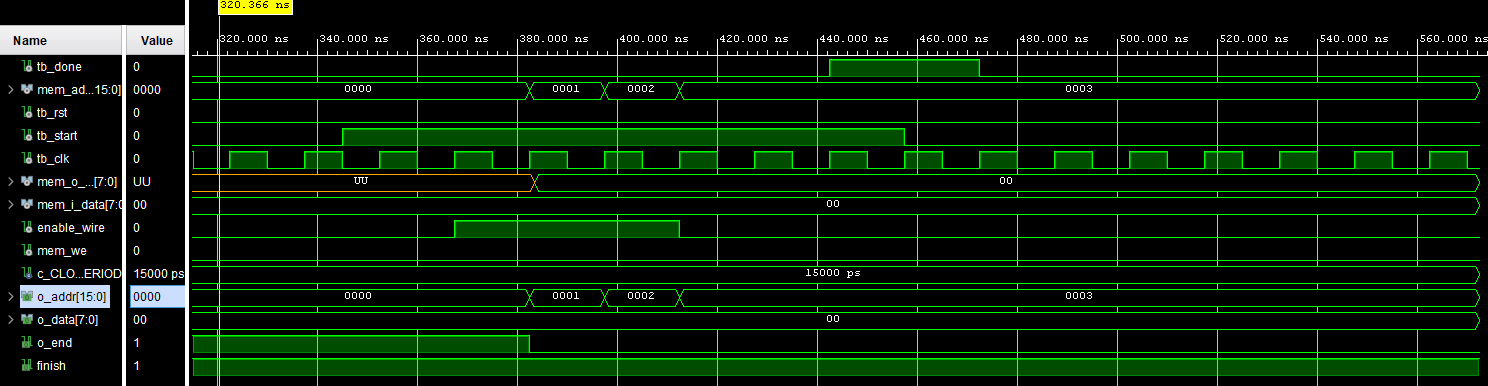 320.366 ns
Name Value 320.000 ns 340.000 ns 360.000 ns 380.000 ns 400.000 ns 420.000 ns 440.000 ns 460.000 ns 480.000 ns 500.000 ns 520.000 ns 540.000 ns 560.000 ns
tb_done 0
mem_ad...15:0] 0000 0000 0001 0002 0003
tb_rst 0
tb_start 0
tb_clk 0
mem_o_...[7:0] UU UU 00
mem_i_data[7:0 00 00
enable_wire 0
mem_we 0
c_CLO...ERIOD 15000 ps 15000 ps
o_addr[15:0] 0000 0000 0001 0002 0003
o_data[7:0] 00 00
o_end 1
finish 1